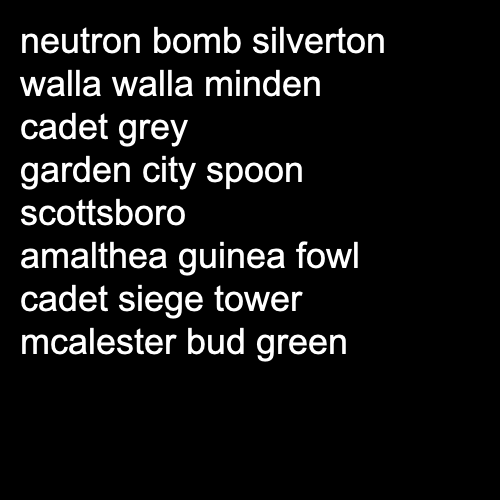 neutron bomb silverton
walla walla minden
cadet grey
garden city spoon
scottsboro
amalthea guinea fowl
cadet siege tower
mcalester bud green